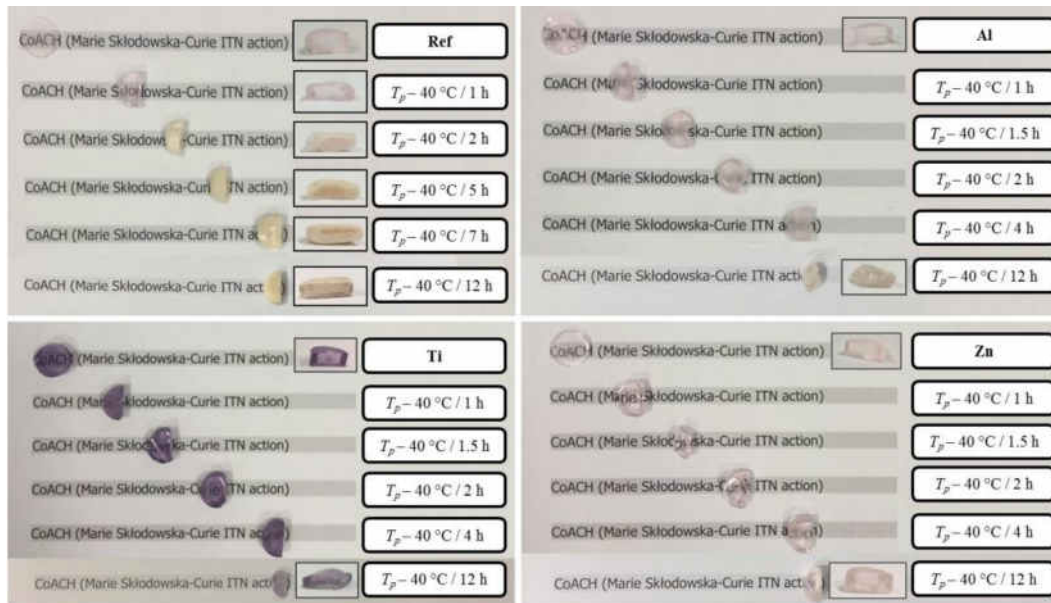 CoACH (Marie Skłodowska-Curie ITN action) Ref
CoACH (Marie Skłodowska-Curie ITN action) Tp – 40 °C / 1 h
CoACH (Marie Skłodowska-Curie ITN action) Tp – 40 °C / 2 h
CoACH (Marie Skłodowska-Curie ITN action) Tp – 40 °C / 5 h
CoACH (Marie Skłodowska-Curie ITN action) Tp – 40 °C / 7 h
CoACH (Marie Skłodowska-Curie ITN act Tp – 40 °C / 12 h
CoACH (Marie Skłodowska-Curie ITN action) Al
CoACH (Marie Skłodowska-Curie ITN action) Tp – 40 °C / 1 h
CoACH (Marie Skłodowska-Curie ITN action) Tp – 40 °C / 1.5 h
CoACH (Marie Skłodowska-Curie ITN action) Tp – 40 °C / 2 h
CoACH (Marie Skłodowska-Curie ITN action) Tp – 40 °C / 4 h
CoACH (Marie Skłodowska-Curie ITN acti Tp – 40 °C / 12 h
CoACH (Marie Skłodowska-Curie ITN action) Ti
CoACH (Marie Skłodowska-Curie ITN action) Tp – 40 °C / 1 h
CoACH (Marie Skłodowska-Curie ITN action) Tp – 40 °C / 1.5 h
CoACH (Marie Skłodowska-Curie ITN action) Tp – 40 °C / 2 h
CoACH (Marie Skłodowska-Curie ITN action) Tp – 40 °C / 4 h
CoACH (Marie Skłodowska-Curie ITN acti Tp – 40 °C / 12 h
CoACH (Marie Skłodowska-Curie ITN action) Zn
CoACH (Marie Skłodowska-Curie ITN action) Tp – 40 °C / 1 h
CoACH (Marie Skłodowska-Curie ITN action) Tp – 40 °C / 1.5 h
CoACH (Marie Skłodowska-Curie ITN action) Tp – 40 °C / 2 h
CoACH (Marie Skłodowska-Curie ITN action) Tp – 40 °C / 4 h
CoACH (Marie Skłodowska-Curie ITN action) Tp – 40 °C / 12 h